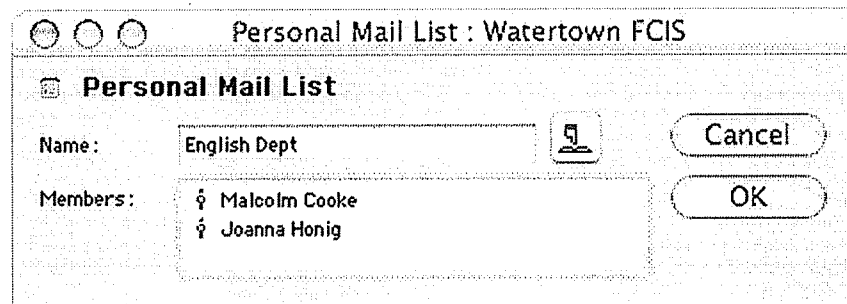 Personal Mail List : Watertown FCIS
Personal Mail List
Name: English Dept
Cancel
Members: Malcolm Cooke
OK
Joanna Honig